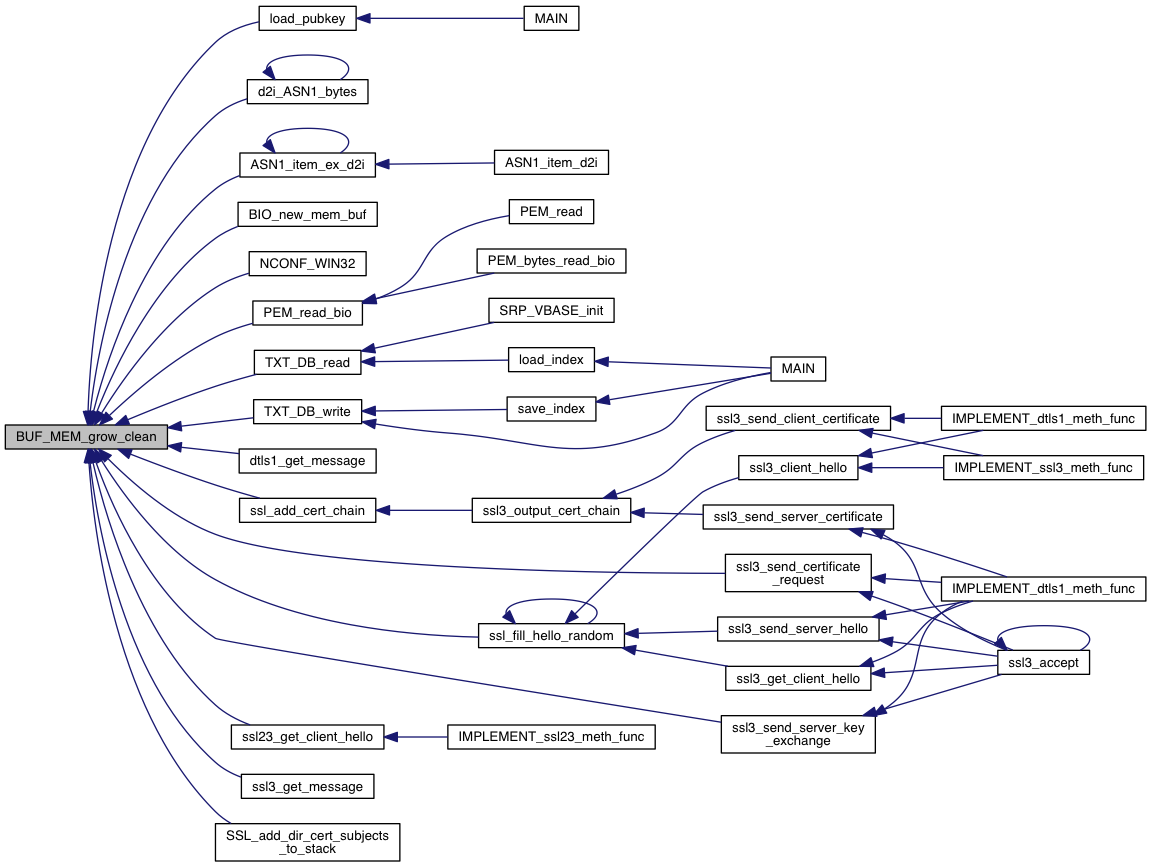 load_pubkey
MAIN
d2i_ASN1_bytes
ASN1_item_ex_d2i
ASN1_item_d2i
BIO_new_mem_buf
PEM_read
NCONF_WIN32
PEM_bytes_read_bio
PEM_read_bio
SRP_VBASE_init
TXT_DB_read
load_index
MAIN
TXT_DB_write
save_index
ssl3_send_client_certificate
IMPLEMENT_dtls1_meth_func
BUF_MEM_grow_clean
dtls1_get_message
ssl3_client_hello
IMPLEMENT_ssl3_meth_func
ssl_add_cert_chain
ssl3_output_cert_chain
ssl3_send_server_certificate
ssl3_send_certificate
_request
IMPLEMENT_dtls1_meth_func
ssl_fill_hello_random
ssl3_send_server_hello
ssl3_accept
ssl3_get_client_hello
ssl3_send_server_key
_exchange
ssl23_get_client_hello
IMPLEMENT_ssl23_meth_func
ssl3_get_message
SSL_add_dir_cert_subjects
_to_stack